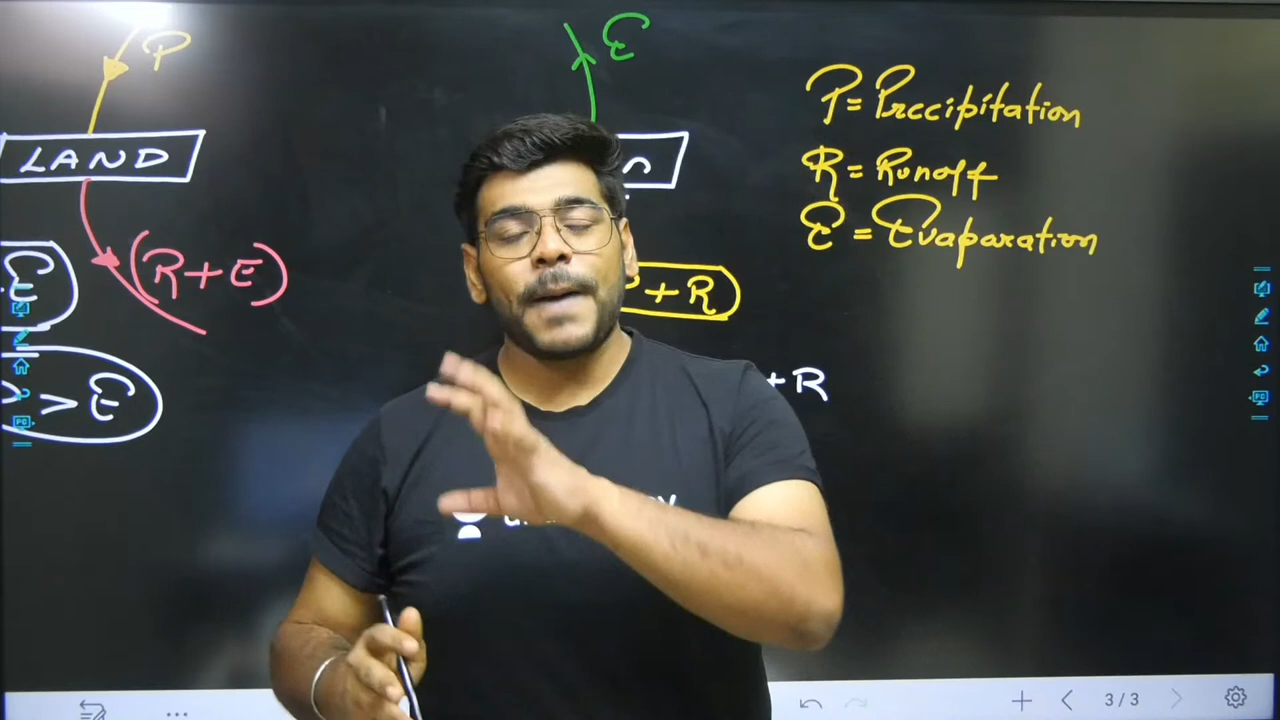 P
E
P = Precipitation
LAND
R = Runoff
E = Evaparation
(R+E)
E
+ R
> E
+ R
3/3